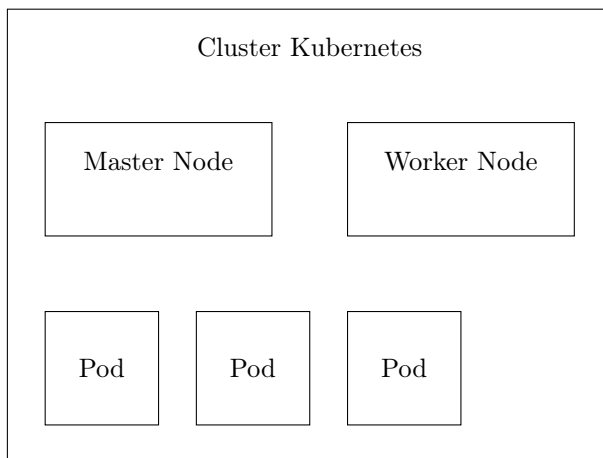 Cluster Kubernetes
Master Node
Worker Node
Pod
Pod
Pod